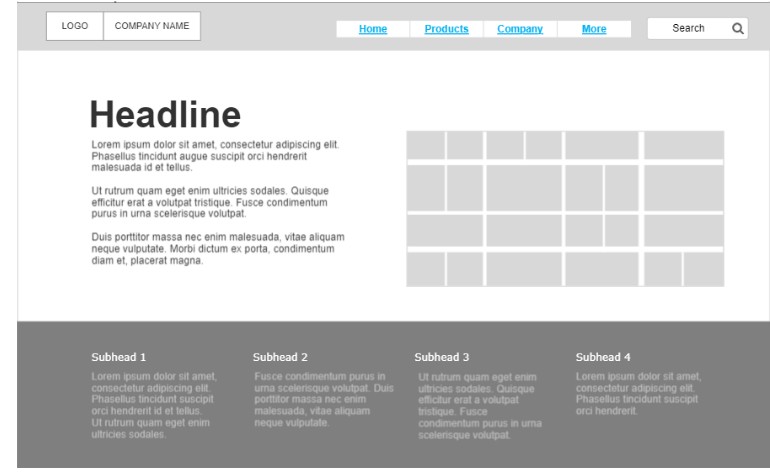 LOGO
COMPANY NAME
Home
Products
Company
More
Search
Headline
Lorem ipsum dolor sit amet, consectetur adipiscing elit.
Phasellus tincidunt augue suscipit orci hendrerit
malesuada id et tellus.
Ut rutrum quam eget enim ultricies sodales. Quisque
efficitur erat a volutpat tristique. Fusce condimentum
purus in urna scelerisque volutpat.
Duis porttitor massa nec enim malesuada, vitae aliquam
neque vulputate. Morbi dictum ex porta, condimentum
diam et, placerat magna.
Subhead 1
Lorem ipsum dolor sit amet,
consectetur adipiscing elit.
Phasellus tincidunt suscipit
orci hendrerit id et tellus.
Ut rutrum quam eget enim
ultricies sodales.
Subhead 2
Fusce condimentum purus in
urna scelerisque volutpat. Duis
porttitor massa nec enim
malesuada, vitae aliquam
neque vulputate.
Subhead 3
Ut rutrum quam eget enim
ultricies sodales. Quisque
efficitur erat a volutpat
tristique. Fusce
condimentum purus in urna
scelerisque volutpat.
Subhead 4
Lorem ipsum dolor sit amet,
consectetur adipiscing elit.
Phasellus tincidunt suscipit
orci hendrerit.